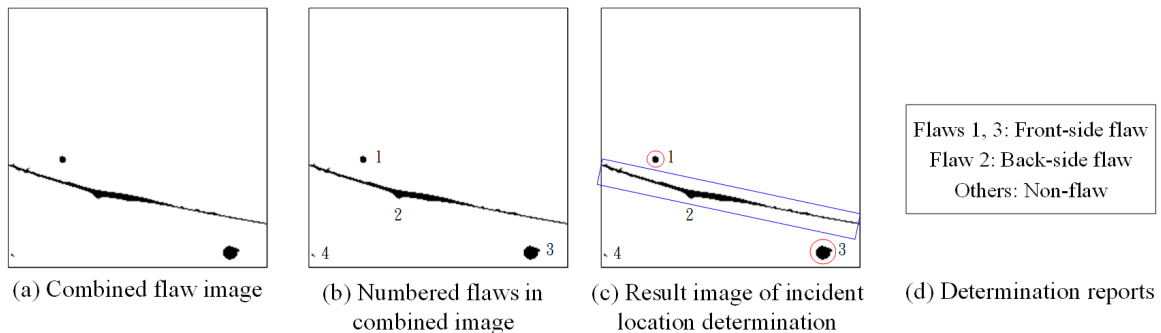 1
2
3
4
1
2
3
4
Flaws 1, 3: Front-side flaw
Flaw 2: Back-side flaw
Others: Non-flaw
(a) Combined flaw image
(b) Numbered flaws in
combined image
(c) Result image of incident
location determination
(d) Determination reports